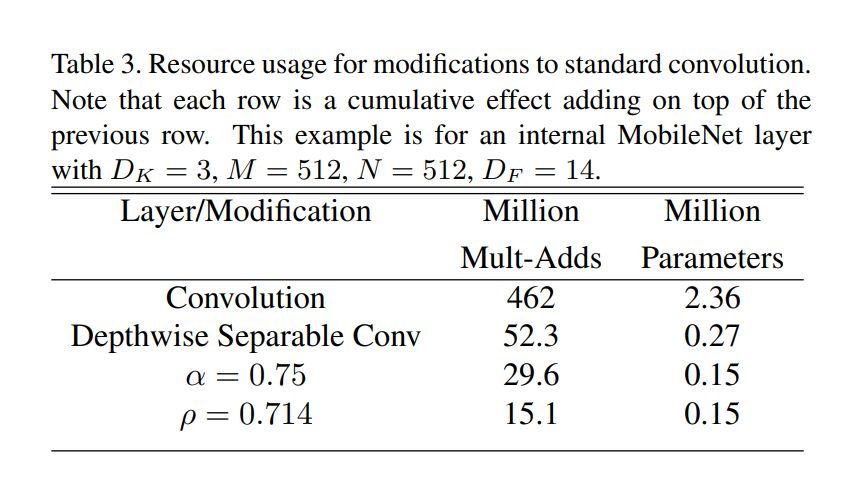 Table 3. Resource usage for modifications to standard convolution.
Note that each row is a cumulative effect adding on top of the
previous row. This example is for an internal MobileNet layer
with D_K = 3, M = 512, N = 512, D_F = 14.
Layer/Modification Million Million
Mult-Adds Parameters
Convolution 462 2.36
Depthwise Separable Conv 52.3 0.27
α = 0.75 29.6 0.15
ρ = 0.714 15.1 0.15